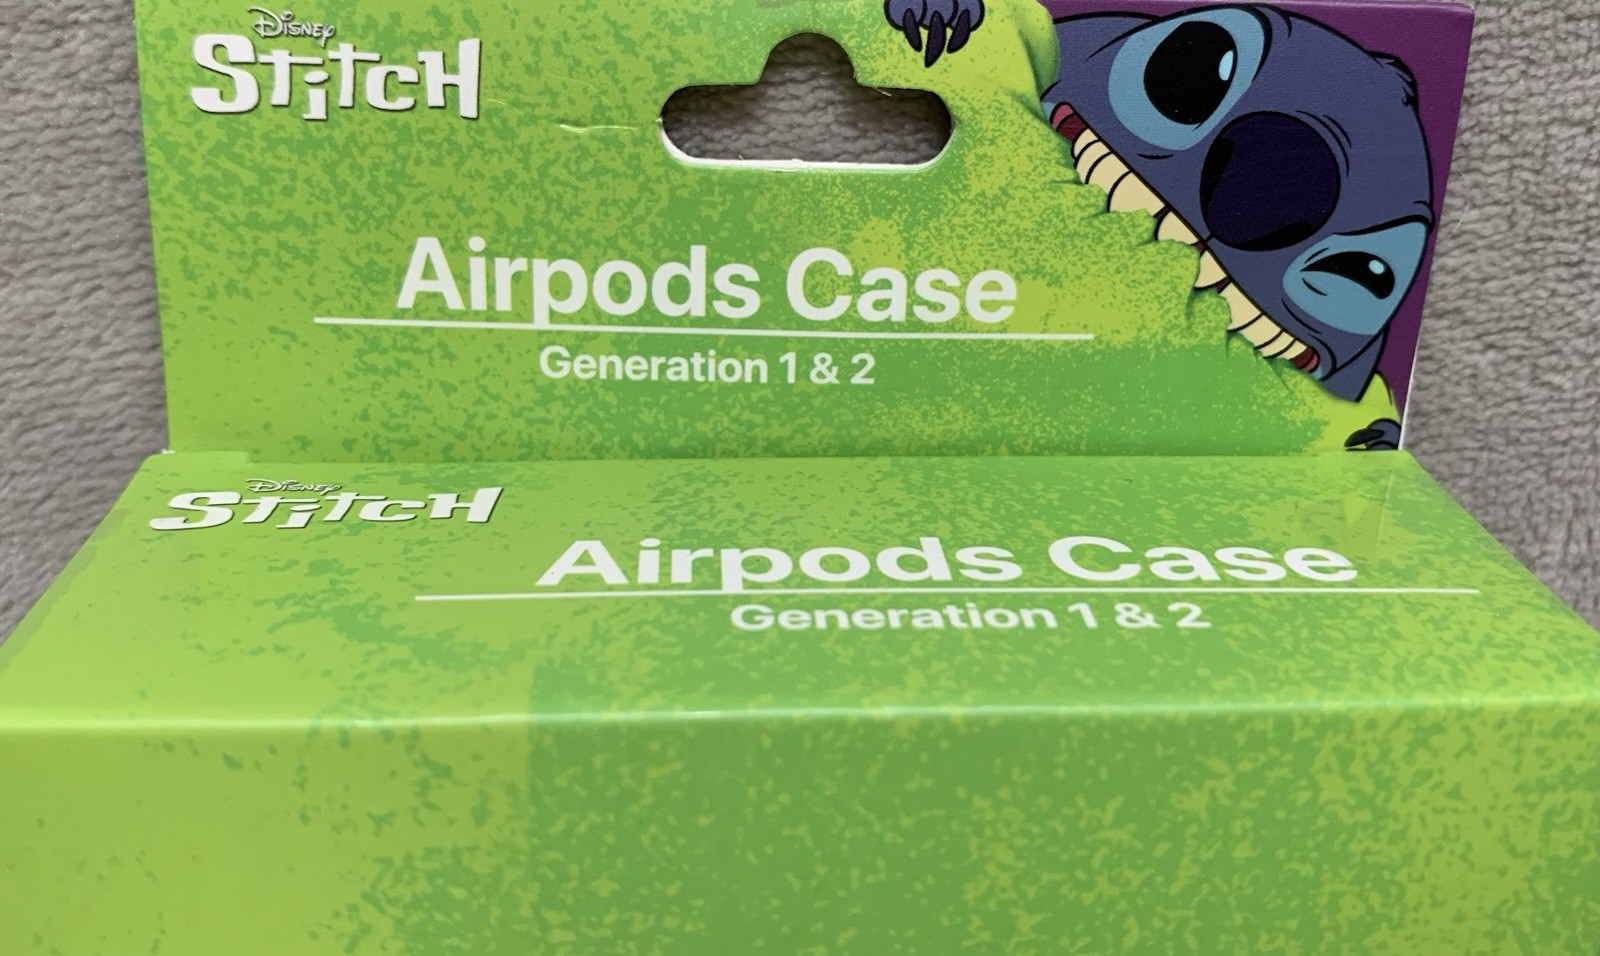 Disney
Stitch
Airpods Case
Generation 1 & 2
Disney
Stitch
Airpods Case
Generation 1 & 2